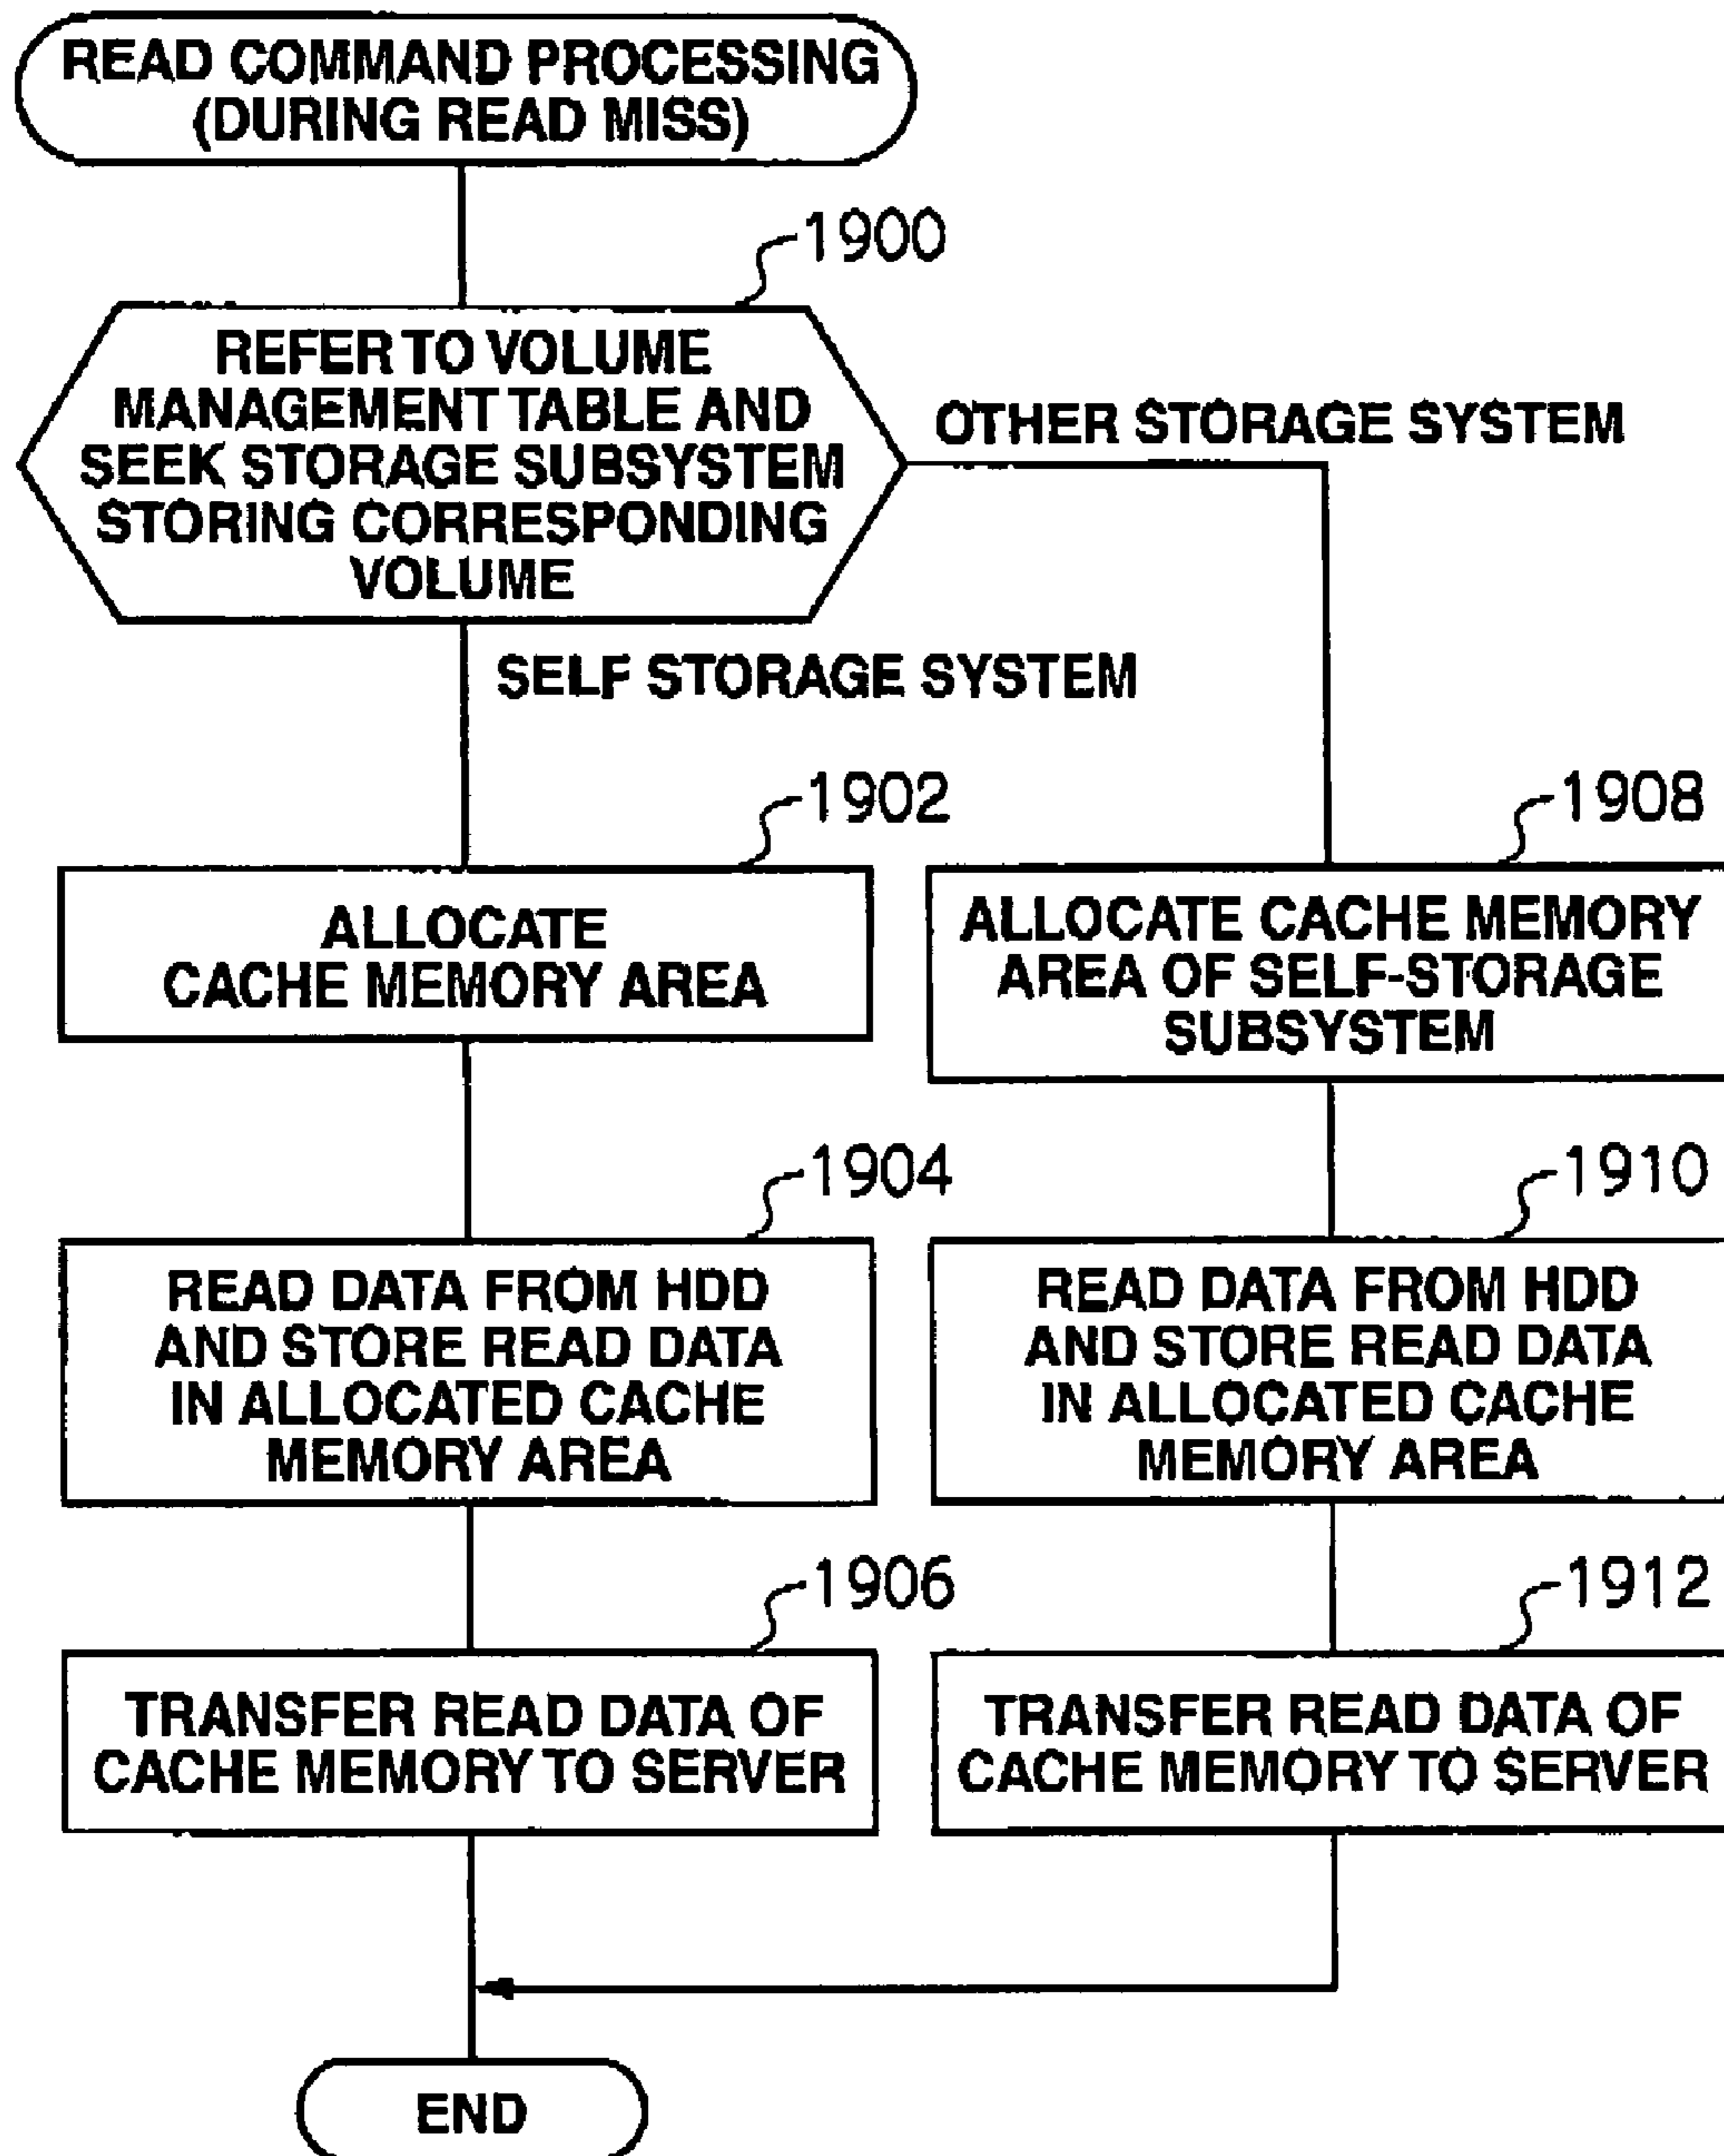 READ COMMAND PROCESSING
(DURING READ MISS)
1900
REFER TO VOLUME
MANAGEMENT TABLE AND
SEEK STORAGE SUBSYSTEM
STORING CORRESPONDING
VOLUME
OTHER STORAGE SYSTEM
SELF STORAGE SYSTEM
1902
ALLOCATE
CACHE MEMORY AREA
1908
ALLOCATE CACHE MEMORY
AREA OF SELF-STORAGE
SUBSYSTEM
1904
READ DATA FROM HDD
AND STORE READ DATA
IN ALLOCATED CACHE
MEMORY AREA
1910
READ DATA FROM HDD
AND STORE READ DATA
IN ALLOCATED CACHE
MEMORY AREA
1906
TRANSFER READ DATA OF
CACHE MEMORY TO SERVER
1912
TRANSFER READ DATA OF
CACHE MEMORY TO SERVER
END